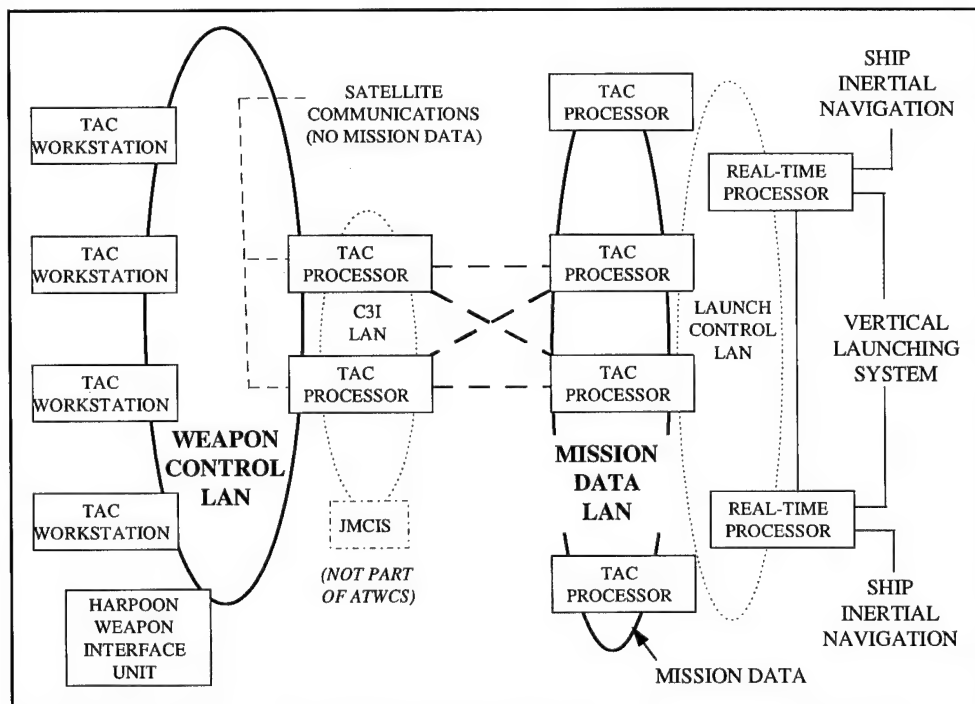 TAC
WORKSTATION
TAC
WORKSTATION
TAC
WORKSTATION
TAC
WORKSTATION
HARPOON
WEAPON
INTERFACE
UNIT
WEAPON
CONTROL
LAN
SATELLITE
COMMUNICATIONS
(NO MISSION DATA)
TAC
PROCESSOR
C3I
LAN
TAC
PROCESSOR
JMCIS
(NOT PART
OF ATWCS)
TAC
PROCESSOR
TAC
PROCESSOR
TAC
PROCESSOR
MISSION
DATA
LAN
TAC
PROCESSOR
MISSION DATA
LAUNCH
CONTROL
LAN
SHIP
INERTIAL
NAVIGATION
REAL-TIME
PROCESSOR
VERTICAL
LAUNCHING
SYSTEM
REAL-TIME
PROCESSOR
SHIP
INERTIAL
NAVIGATION